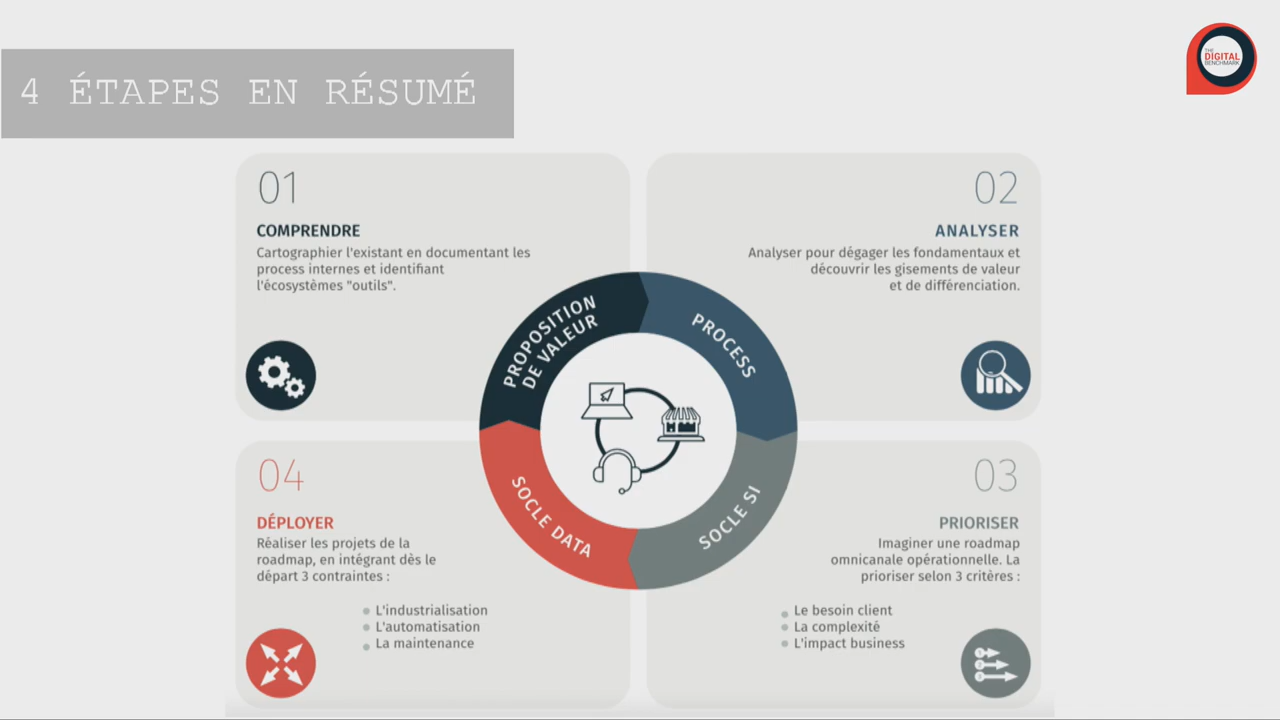 4 ÉTAPES EN RÉSUMÉ
THE
DIGITAL
BENCHMARK
01
COMPRENDRE
Cartographier l'existant en documentant les
process internes et identifiant
l'écosystèmes "outils".
02
ANALYSER
Analyser pour dégager les fondamentaux et
découvrir les gisements de valeur
et de différenciation.
PROPOSITION
DE VALEUR
PROCESS
SOCLE DATA
SOCLE SI
04
DÉPLOYER
Réaliser les projets de la
roadmap, en intégrant dès le
départ 3 contraintes :
L'industrialisation
L'automatisation
La maintenance
03
PRIORISER
Imaginer une roadmap
omnicanale opérationnelle. La
prioriser selon 3 critères :
Le besoin client
La complexité
L'impact business